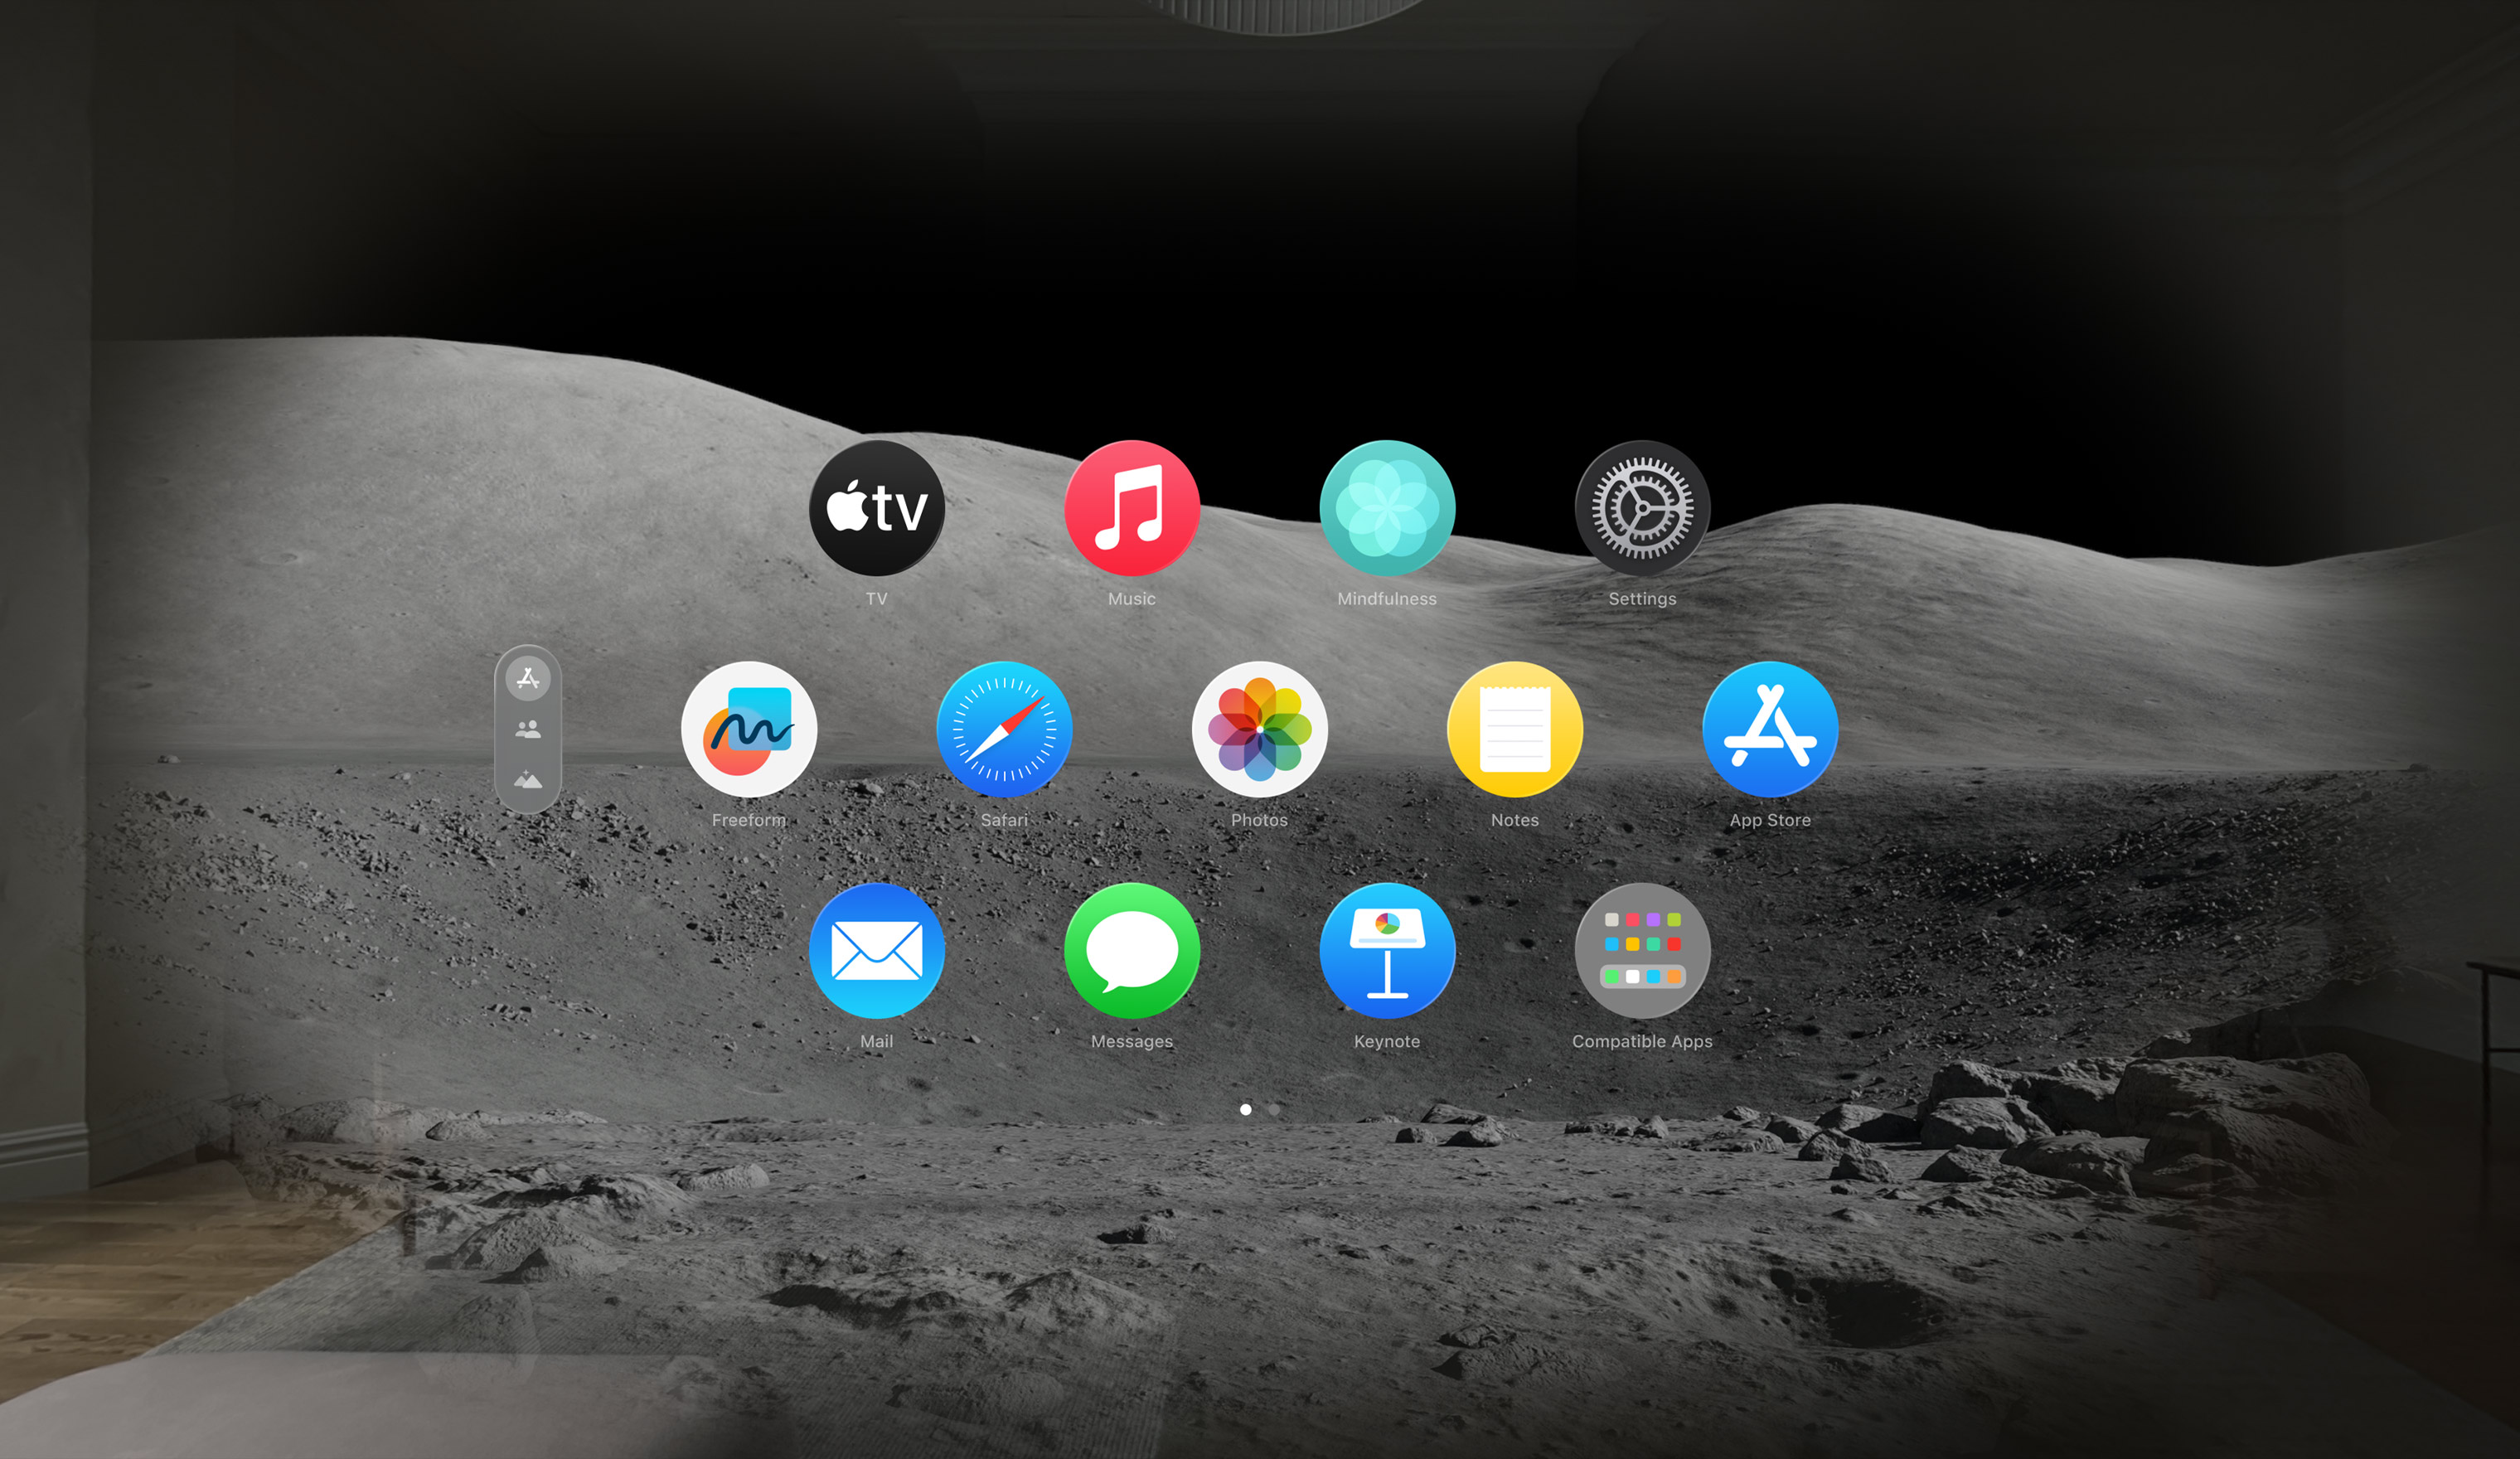 tv
TV
Music
Mindfulness
Settings
Freeform
Safari
Photos
Notes
App Store
Mail
Messages
Keynote
Compatible Apps